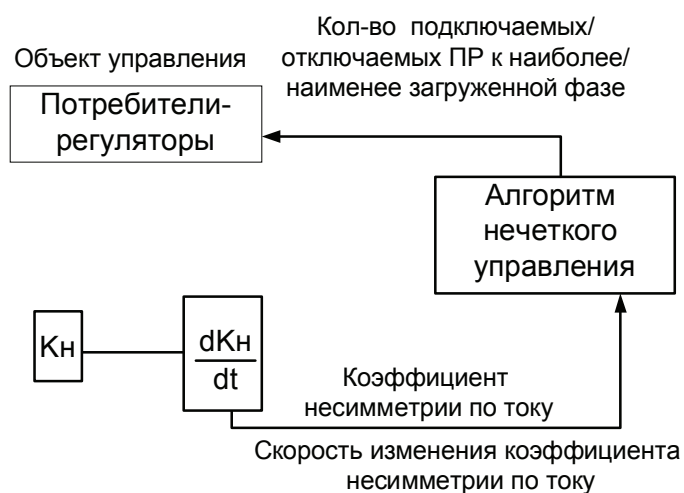 Кол-во подключаемых/
отключаемых ПР к наиболее/
наименее загруженной фазе
Объект управления
Потребители-
регуляторы
Алгоритм
нечеткого
управления
Кн
dКн
dt
Коэффициент
несимметрии по току
Скорость изменения коэффициента
несимметрии по току